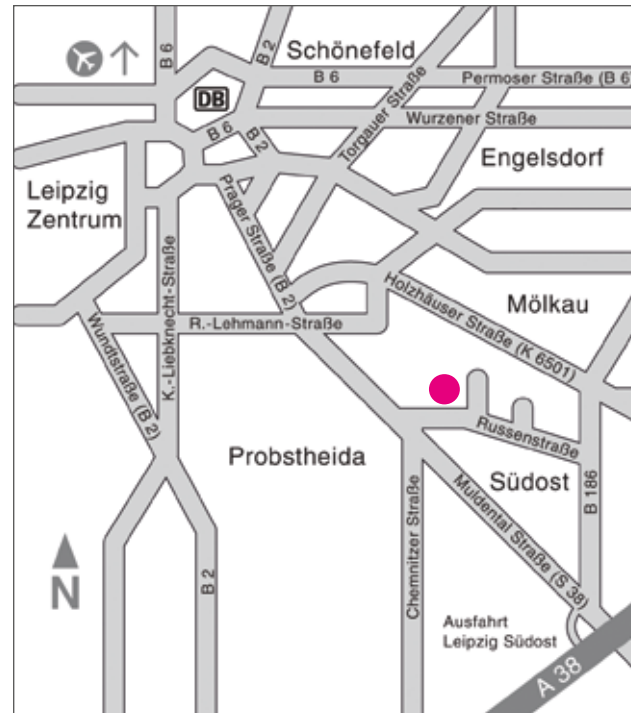 B 6
B 2
Schönefeld
B 6
Permoser Straße (B 6)
DB
Torgauer Straße
Wurzener Straße
B 6
B 2
Engelsdorf
Leipzig
Zentrum
Prager Straße (B 2)
K.-Liebknecht-Straße
Holzhäuser Straße (K 6501)
Mölkau
R.-Lehmann-Straße
Wundtstraße (B 2)
Russenstraße
Probstheida
Südost
B 186
Muldental Straße (S 38)
Chemnitzer Straße
B 2
N
Ausfahrt
Leipzig Südost
A 38